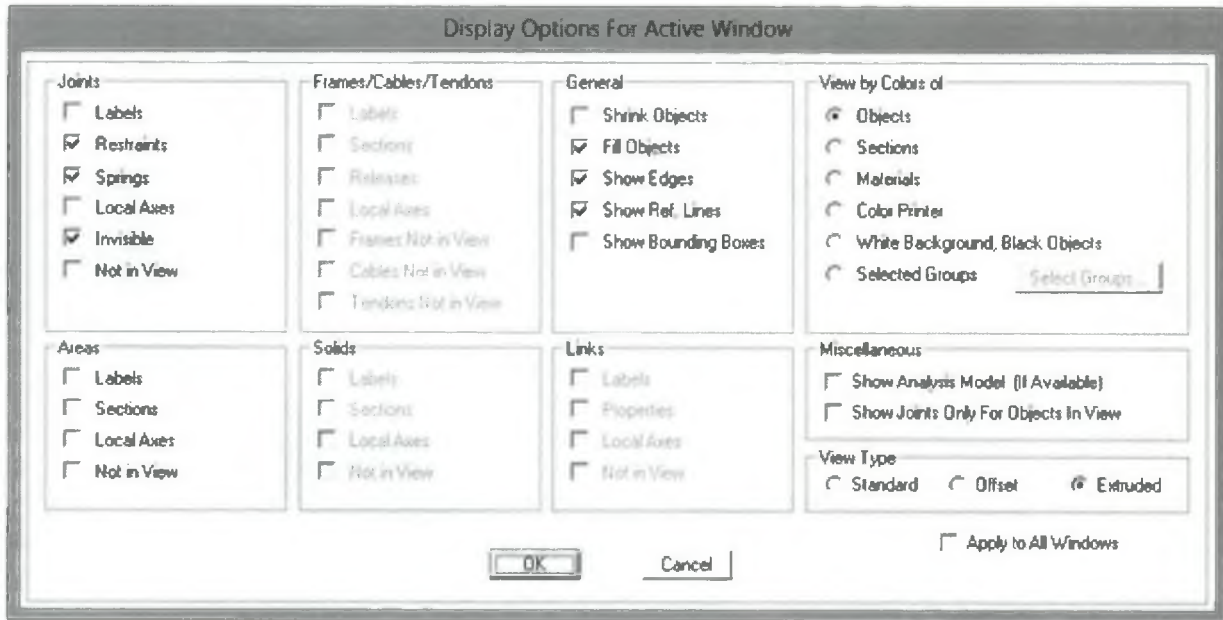 Display Options For Active Window
Joints
Labels
Restraints
Springs
Local Axes
Invisible
Not in View
Frames/Cables/Tendons
Labels
Sections
Releases
Local Axes
Frames Not in View
Cables Not in View
Tendons Not in View
General
Shrink Objects
Fill Objects
Show Edges
Show Ref. Lines
Show Bounding Boxes
View by Colors of
Objects
Sections
Materials
Color Printer
White Background, Black Objects
Selected Groups
Select Groups...
Areas
Labels
Sections
Local Axes
Not in View
Solids
Labels
Sections
Local Axes
Not in View
Links
Labels
Properties
Local Axes
Not in View
Miscellaneous
Show Analysis Model (If Available)
Show Joints Only For Objects In View
View Type
Standard
Offset
Extruded
Apply to All Windows
OK
Cancel